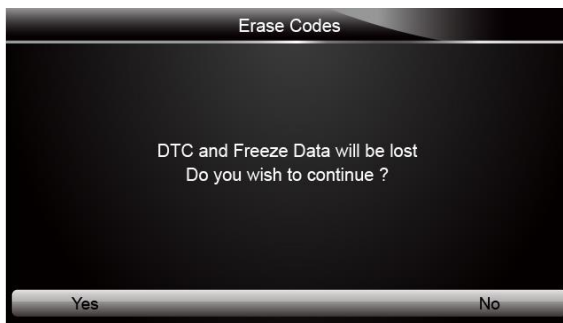 Erase Codes
DTC and Freeze Data will be lost
Do you wish to continue ?
Yes
No